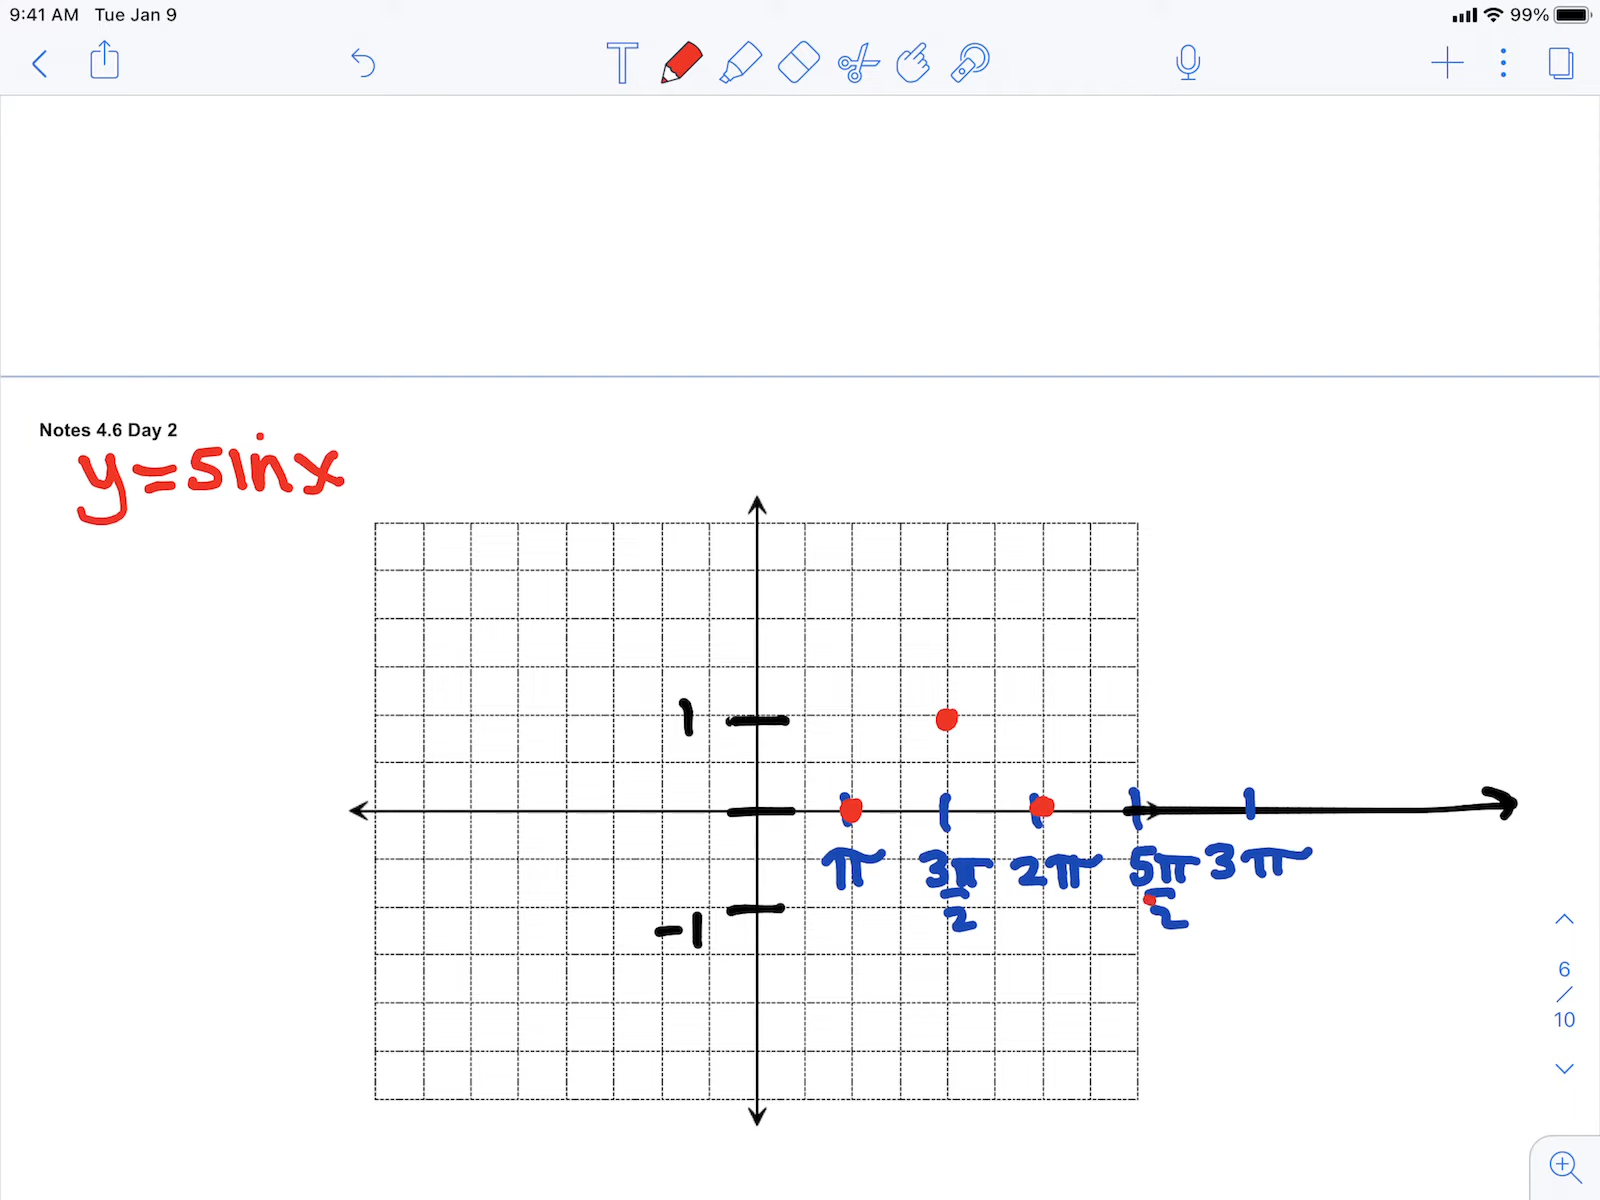 9:41 AM Tue Jan 9
99%
T
Notes 4.6 Day 2
y=sinx
1
π 3π/2 2π 5π/2 3π
-1
6
/
10